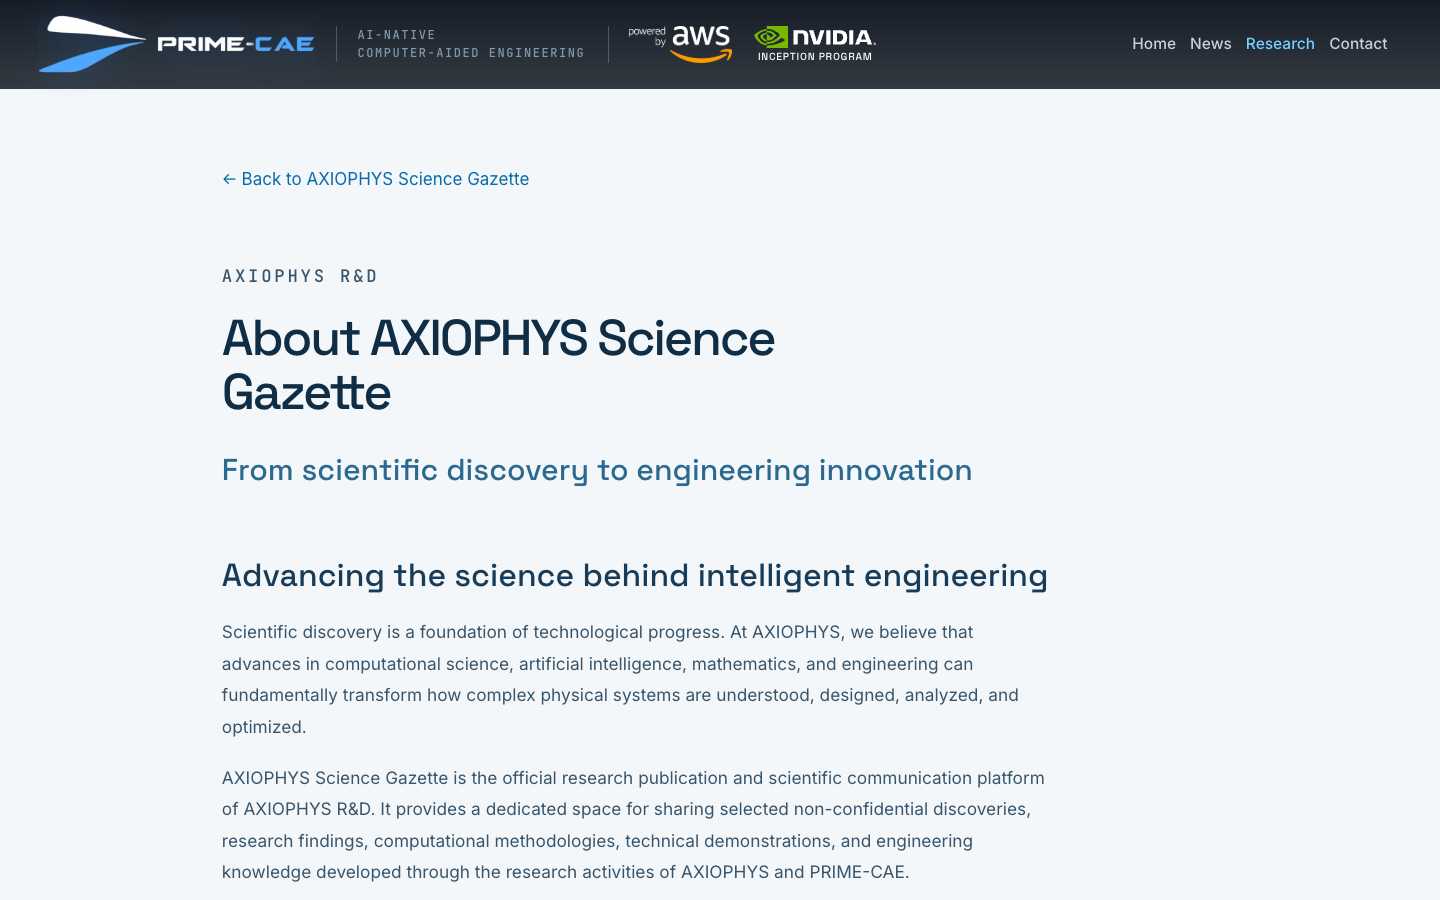 PRIME-CAE
AI-NATIVE
COMPUTER-AIDED ENGINEERING
powered by aws
NVIDIA.
INCEPTION PROGRAM
Home News Research Contact
← Back to AXIOPHYS Science Gazette
AXIOPHYS R&D
About AXIOPHYS Science
Gazette
From scientific discovery to engineering innovation
Advancing the science behind intelligent engineering
Scientific discovery is a foundation of technological progress. At AXIOPHYS, we believe that
advances in computational science, artificial intelligence, mathematics, and engineering can
fundamentally transform how complex physical systems are understood, designed, analyzed, and
optimized.
AXIOPHYS Science Gazette is the official research publication and scientific communication platform
of AXIOPHYS R&D. It provides a dedicated space for sharing selected non-confidential discoveries,
research findings, computational methodologies, technical demonstrations, and engineering
knowledge developed through the research activities of AXIOPHYS and PRIME-CAE.